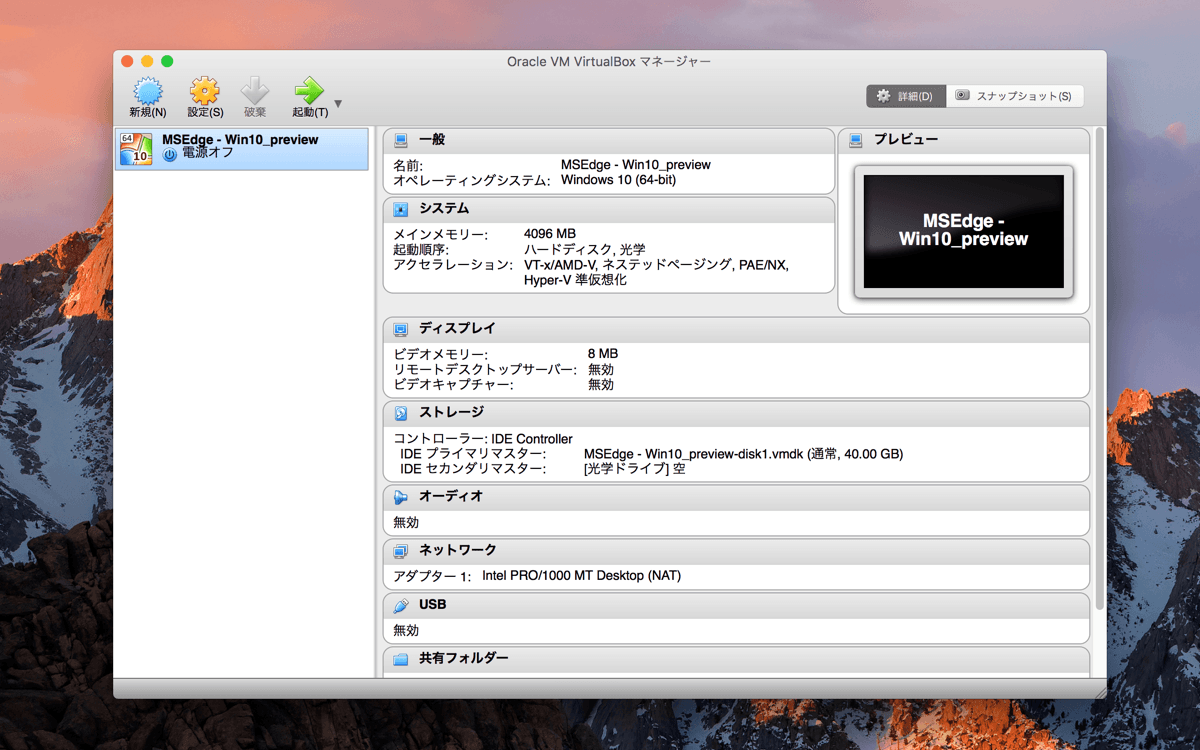 Oracle VM VirtualBox マネージャー
新規(N) 設定(S) 破棄 起動(T) 詳細(D) スナップショット(S)
64 10
MSEdge - Win10_preview
電源オフ
一般
名前: MSEdge - Win10_preview
オペレーティングシステム: Windows 10 (64-bit)
システム
メインメモリー: 4096 MB
起動順序: ハードディスク, 光学
アクセラレーション: VT-x/AMD-V, ネステッドページング, PAE/NX,
Hyper-V 準仮想化
プレビュー
MSEdge -
Win10_preview
ディスプレイ
ビデオメモリー: 8 MB
リモートデスクトップサーバー: 無効
ビデオキャプチャー: 無効
ストレージ
コントローラー: IDE Controller
IDE プライマリマスター: MSEdge - Win10_preview-disk1.vmdk (通常, 40.00 GB)
IDE セカンダリマスター: [光学ドライブ] 空
オーディオ
無効
ネットワーク
アダプター 1: Intel PRO/1000 MT Desktop (NAT)
USB
無効
共有フォルダー